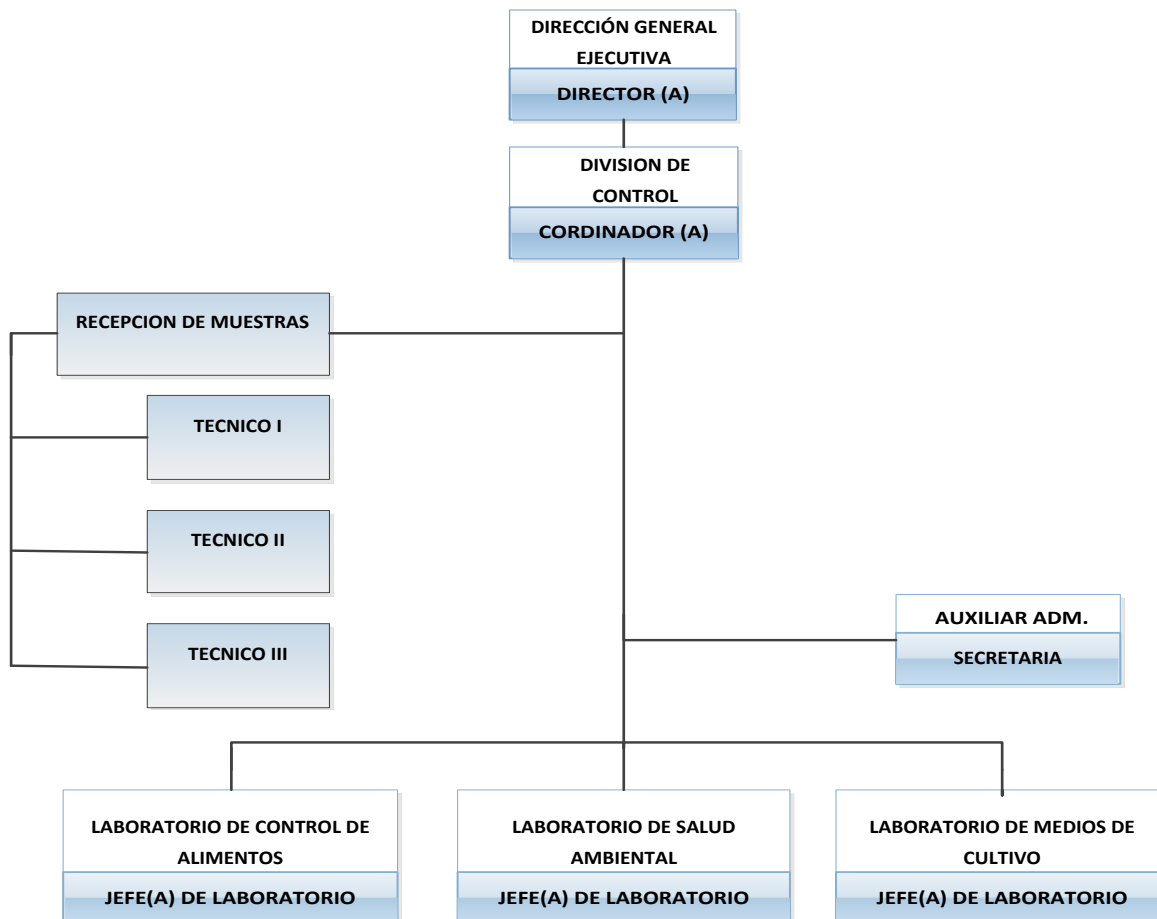 DIRECCIÓN GENERAL
EJECUTIVA
DIRECTOR (A)
DIVISION DE
CONTROL
CORDINADOR (A)
RECEPCION DE MUESTRAS
TECNICO I
TECNICO II
TECNICO III
AUXILIAR ADM.
SECRETARIA
LABORATORIO DE CONTROL DE
ALIMENTOS
JEFE(A) DE LABORATORIO
LABORATORIO DE SALUD
AMBIENTAL
JEFE(A) DE LABORATORIO
LABORATORIO DE MEDIOS DE
CULTIVO
JEFE(A) DE LABORATORIO